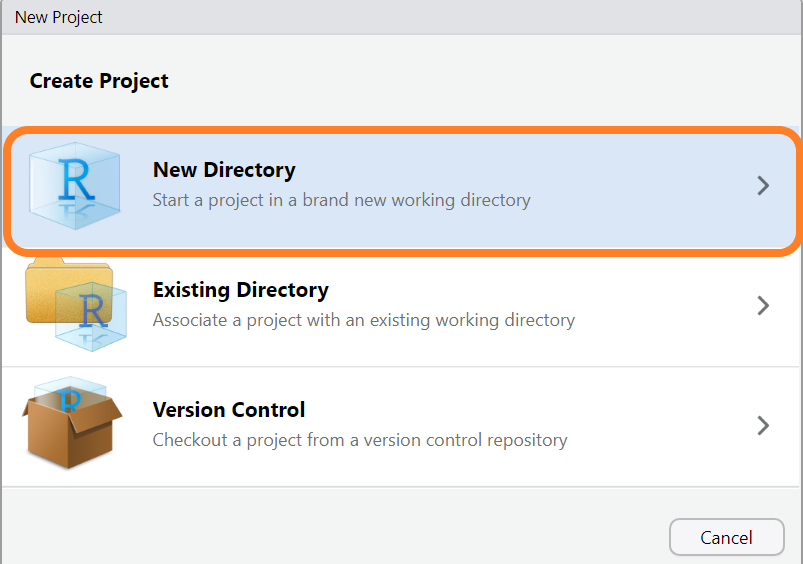 New Project
Create Project
R
New Directory
Start a project in a brand new working directory
R
Existing Directory
Associate a project with an existing working directory
R
Version Control
Checkout a project from a version control repository
Cancel